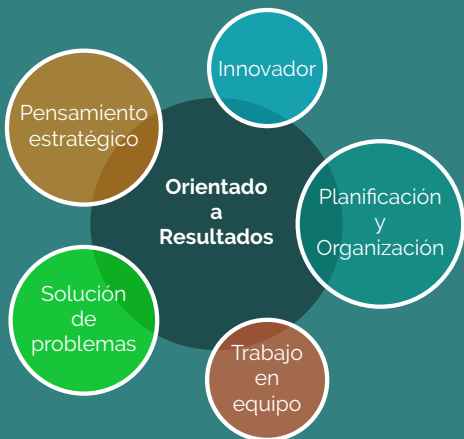 Innovador
Pensamiento
estratégico
Orientado
a
Resultados
Planificación
y
Organización
Solución
de
problemas
Trabajo
en
equipo